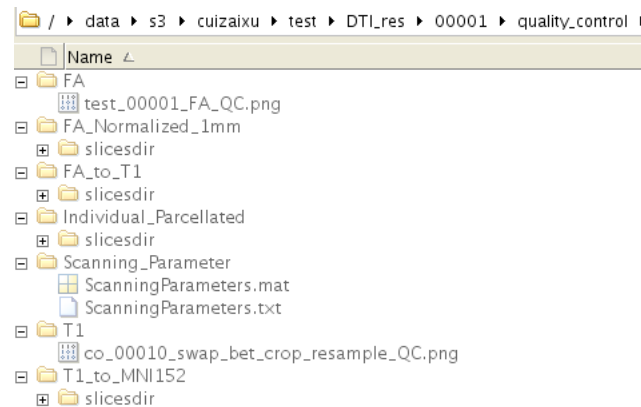 / data s3 cuizaixu test DTI_res 00001 quality_control
Name
FA
test_00001_FA_QC.png
FA_Normalized_1mm
slicesdir
FA_to_T1
slicesdir
Individual_Parcellated
slicesdir
Scanning_Parameter
ScanningParameters.mat
ScanningParameters.txt
T1
co_00010_swap_bet_crop_resample_QC.png
T1_to_MNI152
slicesdir